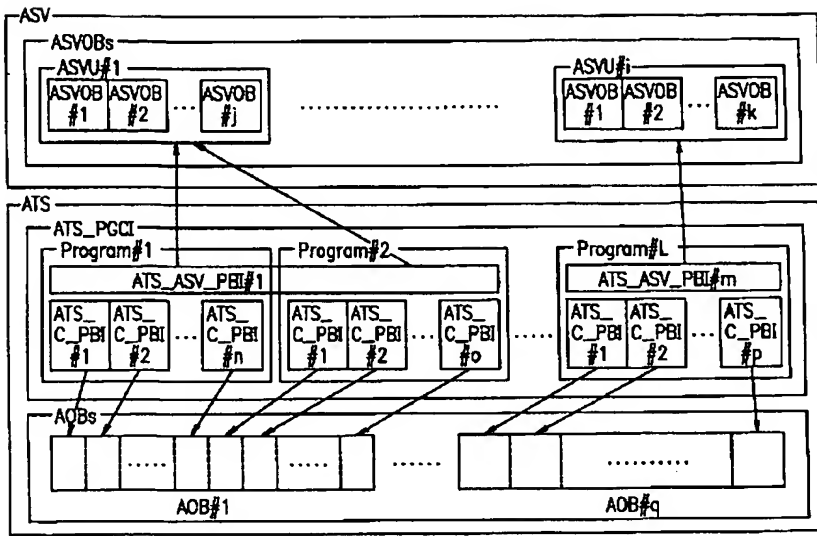 ASV
ASVOBs
ASVU#1
ASVU#i
ASVOB #1
ASVOB #2
.....
ASVOB #j
ASVOB #1
ASVOB #2
.....
ASVOB #k
ATS
ATS_PGCI
Program#1
Program#2
Program#L
ATS_ASV_PBI#1
ATS_ASV_PBI#m
ATS_ C_PBI #1
ATS_ C_PBI #2
.....
ATS_ C_PBI #n
ATS_ C_PBI #1
ATS_ C_PBI #2
.....
ATS_ C_PBI #o
ATS_ C_PBI #1
ATS_ C_PBI #2
.....
ATS_ C_PBI #p
AOBs
AOB#1
AOB#q